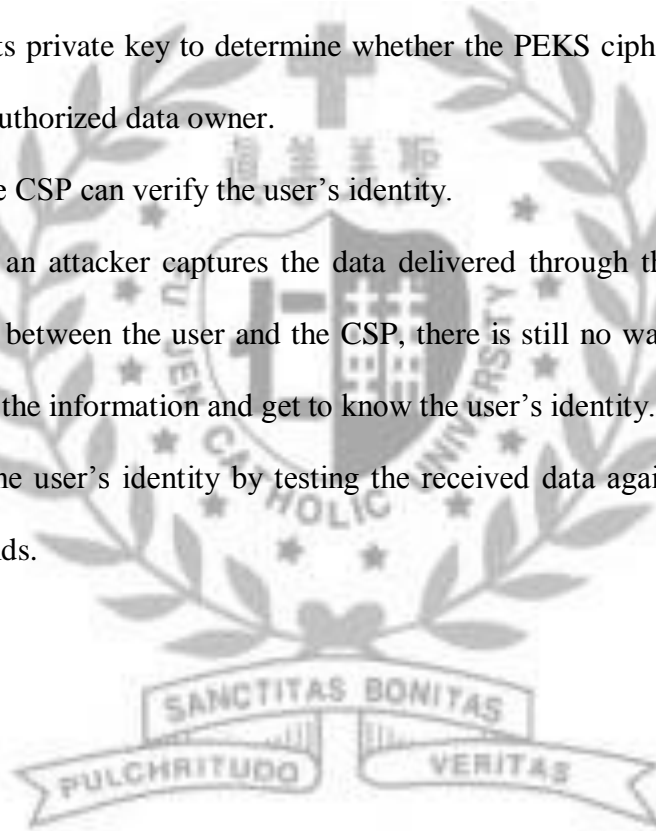 ts private key to determine whether the PEKS ciph
uthorized data owner.
e CSP can verify the user's identity.
an attacker captures the data delivered through th
between the user and the CSP, there is still no wa
the information and get to know the user's identity.
ne user's identity by testing the received data agai
ds.
U JEN CATHOLIC UNIVERSITY
SANCTITAS BONITAS
PULCHRITUDO
VERITAS